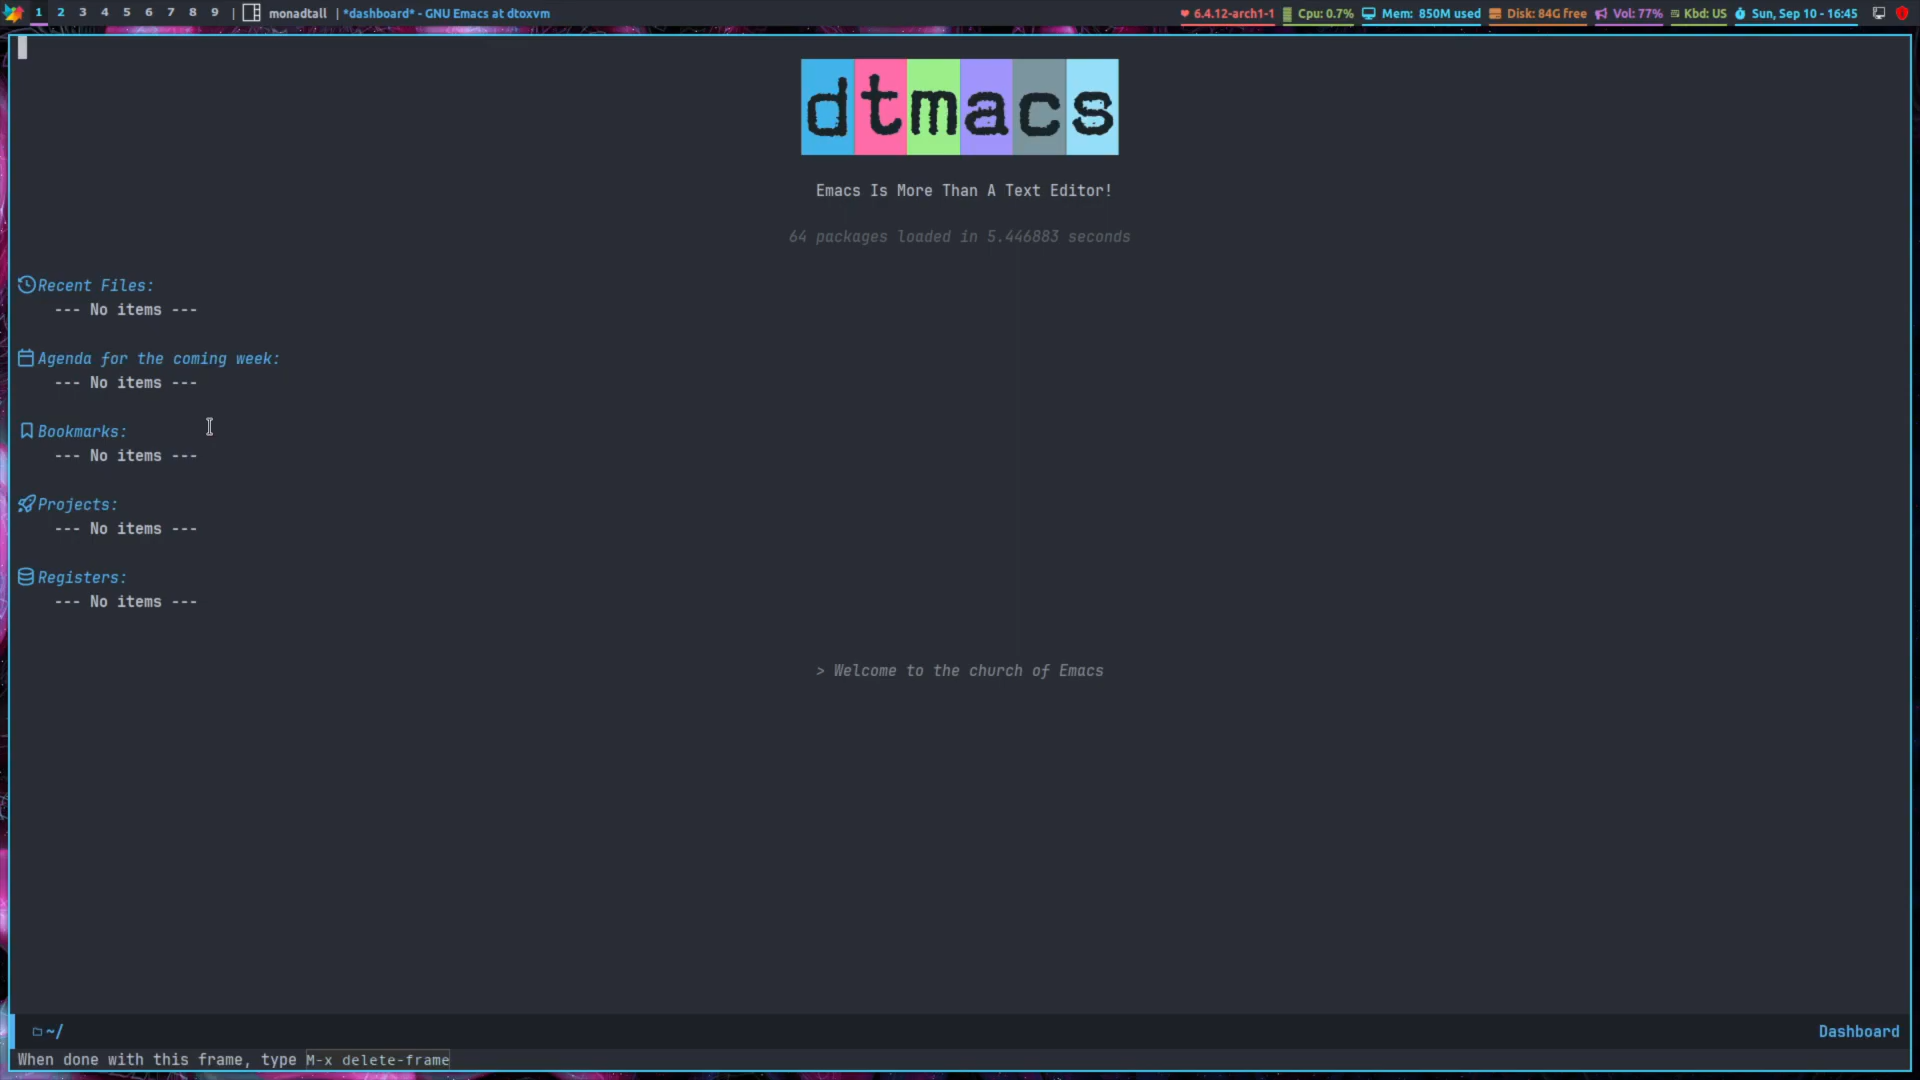 1 2 3 4 5 6 7 8 9 | monadtall | *dashboard* - GNU Emacs at dtoxvm
6.4.12-arch1-1 Cpu: 0.7% Mem: 850M used Disk: 84G free Vol: 77% Kbd: US Sun, Sep 10 - 16:45
dtmacs
Emacs Is More Than A Text Editor!
64 packages loaded in 5.446883 seconds
Recent Files:
--- No items ---
Agenda for the coming week:
--- No items ---
Bookmarks:
--- No items ---
Projects:
--- No items ---
Registers:
--- No items ---
> Welcome to the church of Emacs
~/
Dashboard
When done with this frame, type M-x delete-frame